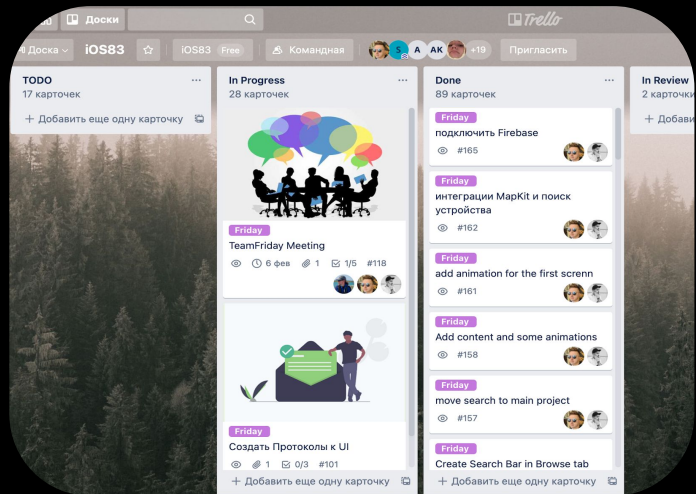 Доски
Trello
Доска
iOS83
iOS83 Free
Командная
S
A
AK
+19
Пригласить
TODO
17 карточек
+ Добавить еще одну карточку
In Progress
28 карточек
Friday
TeamFriday Meeting
6 фев 1 1/5 #118
Friday
Создать Протоколы к UI
1 0/3 #101
+ Добавить еще одну карточку
Done
89 карточек
Friday
подключить Firebase
#165
Friday
интеграции MapKit и поиск
устройства
#162
Friday
add animation for the first screnn
#161
Friday
Add content and some animations
#158
Friday
move search to main project
#157
Friday
Create Search Bar in Browse tab
+ Добавить еще одну карточку
In Review
2 карточки